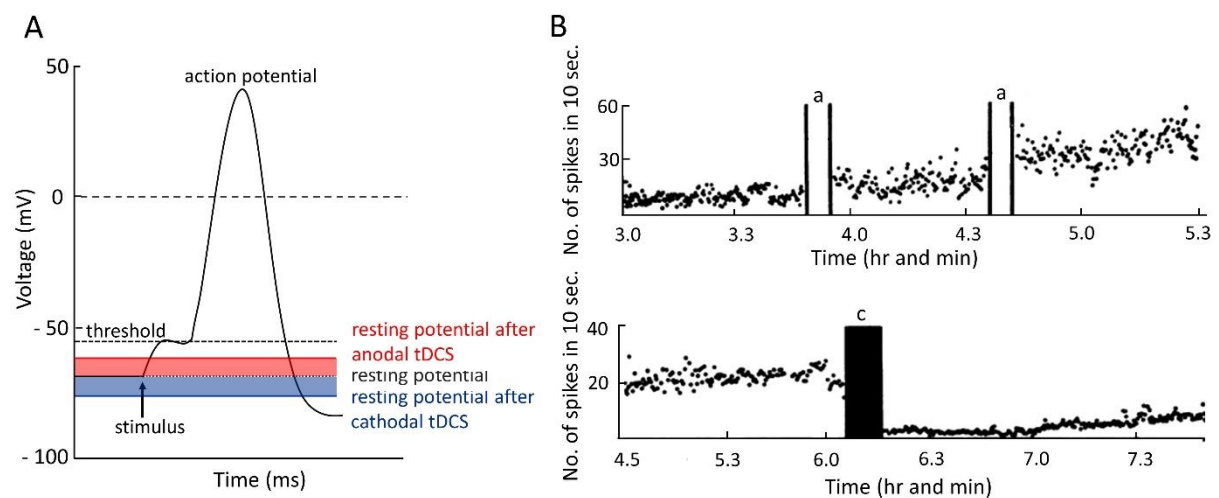 A
50
action potential
0
Voltage (mV)
- 50
threshold
resting potential after
anodal tDCS
resting potential
resting potential after
cathodal tDCS
stimulus
- 100
Time (ms)
B
No. of spikes in 10 sec.
a
a
60
30
3.0
3.3
4.0
4.3
5.0
5.3
Time (hr and min)
No. of spikes in 10 sec.
c
40
20
4.5
5.3
6.0
6.3
7.0
7.3
Time (hr and min)